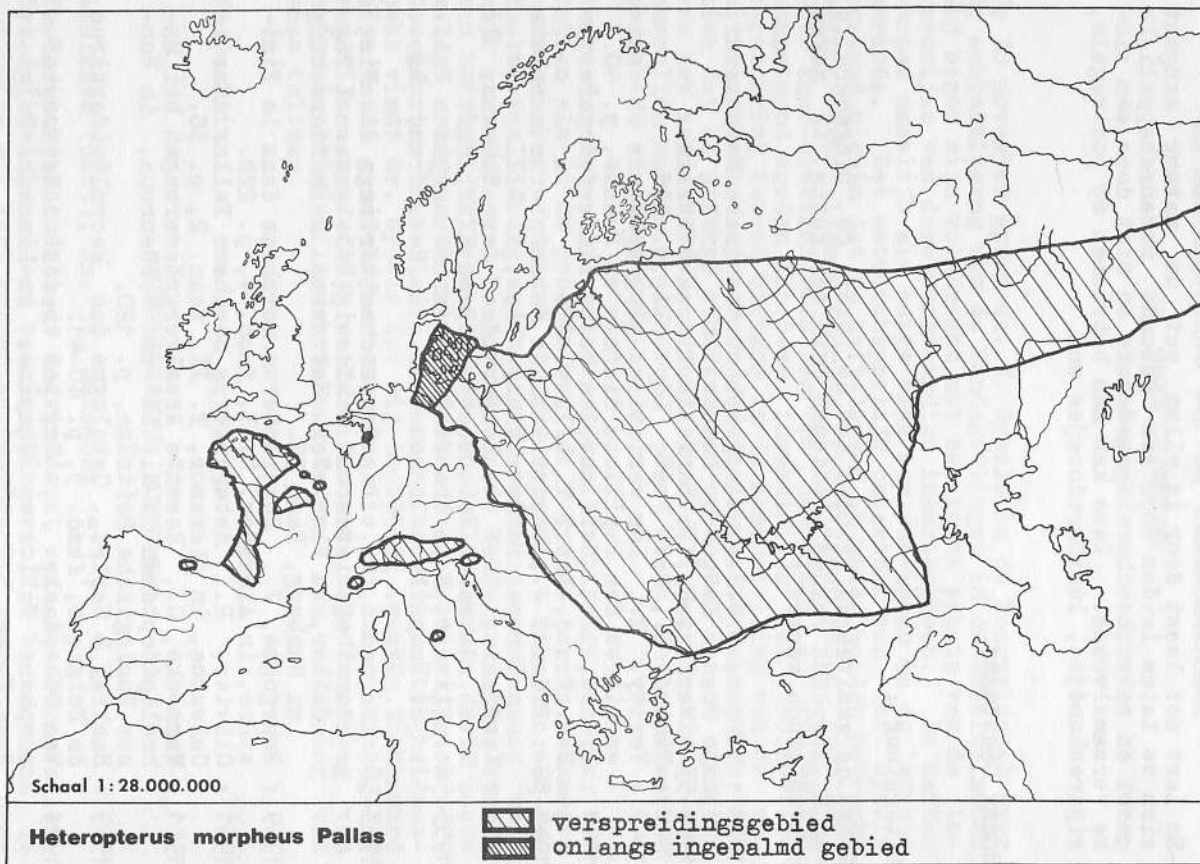 Schaal 1:28.000.000
Heteropterus morpheus Pallas
verspreidingsgebied
onlangs ingepalmd gebied